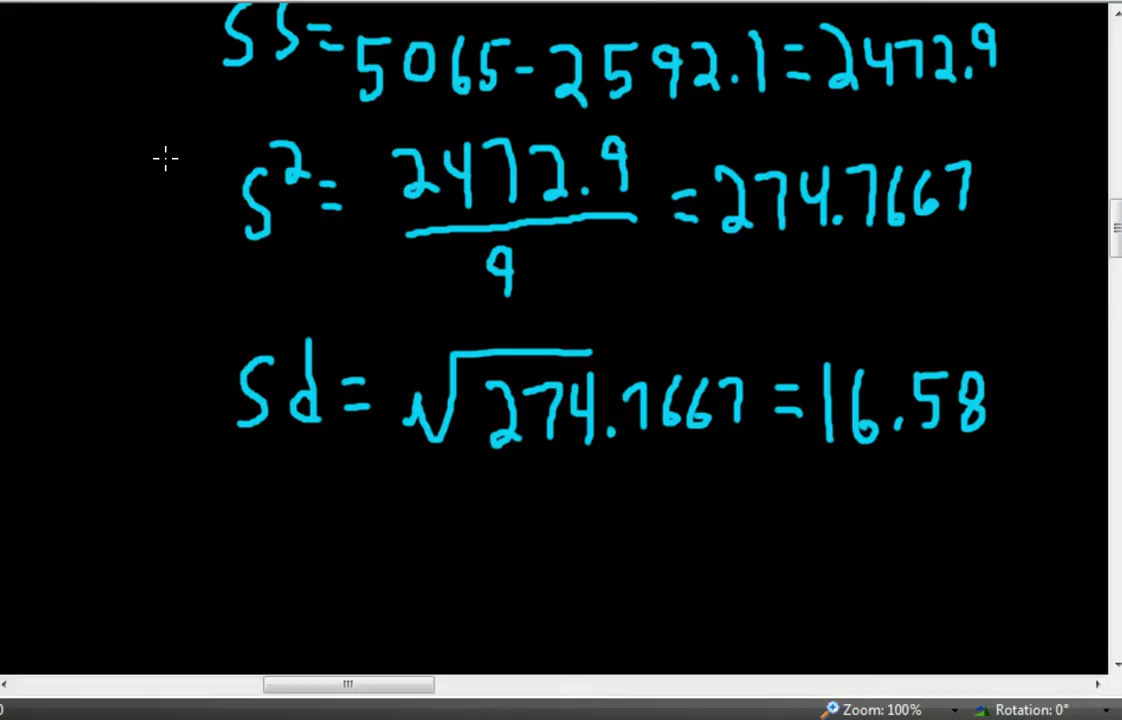 SS = 5065 - 2592.1 = 2472.9
S² = 2472.9 / 9 = 274.7667
Sd = √274.7667 = 16.58
0 Zoom: 100% Rotation: 0°